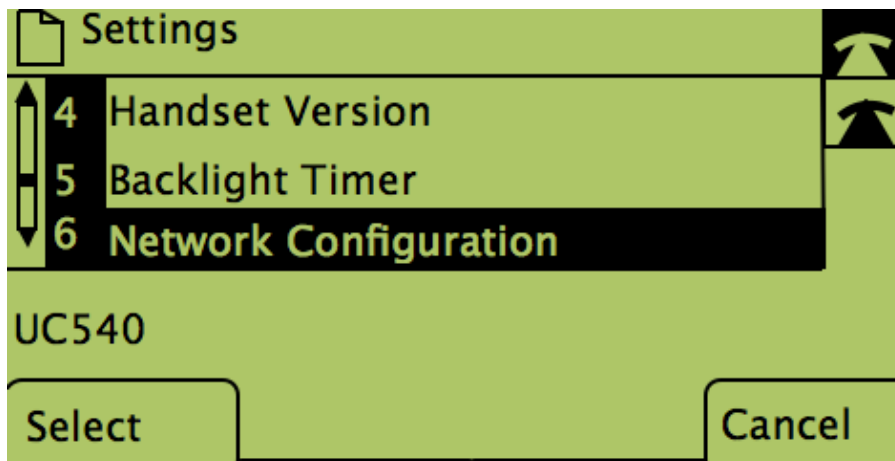 Settings
4 Handset Version
5 Backlight Timer
6 Network Configuration
UC540
Select Cancel